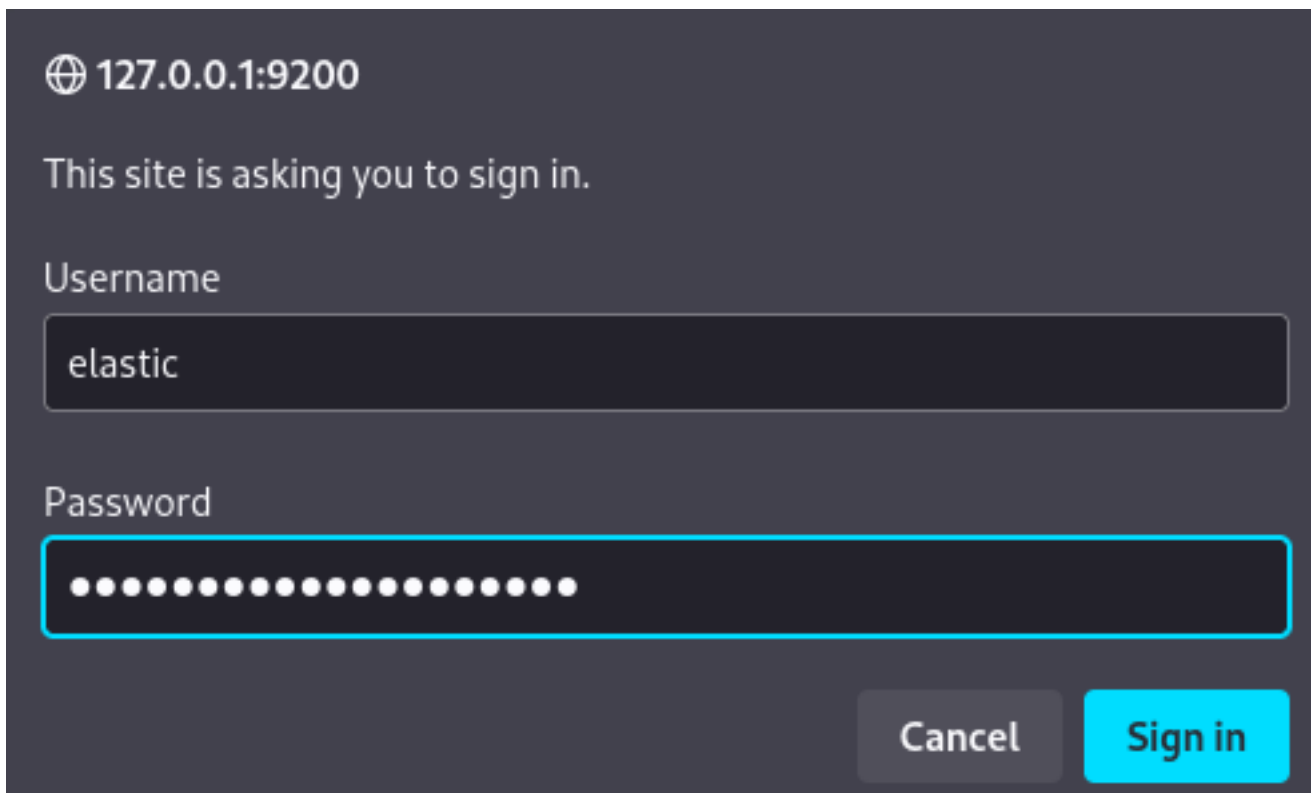 127.0.0.1:9200
This site is asking you to sign in.
Username
elastic
Password
••••••••••••••••••••
Cancel Sign in